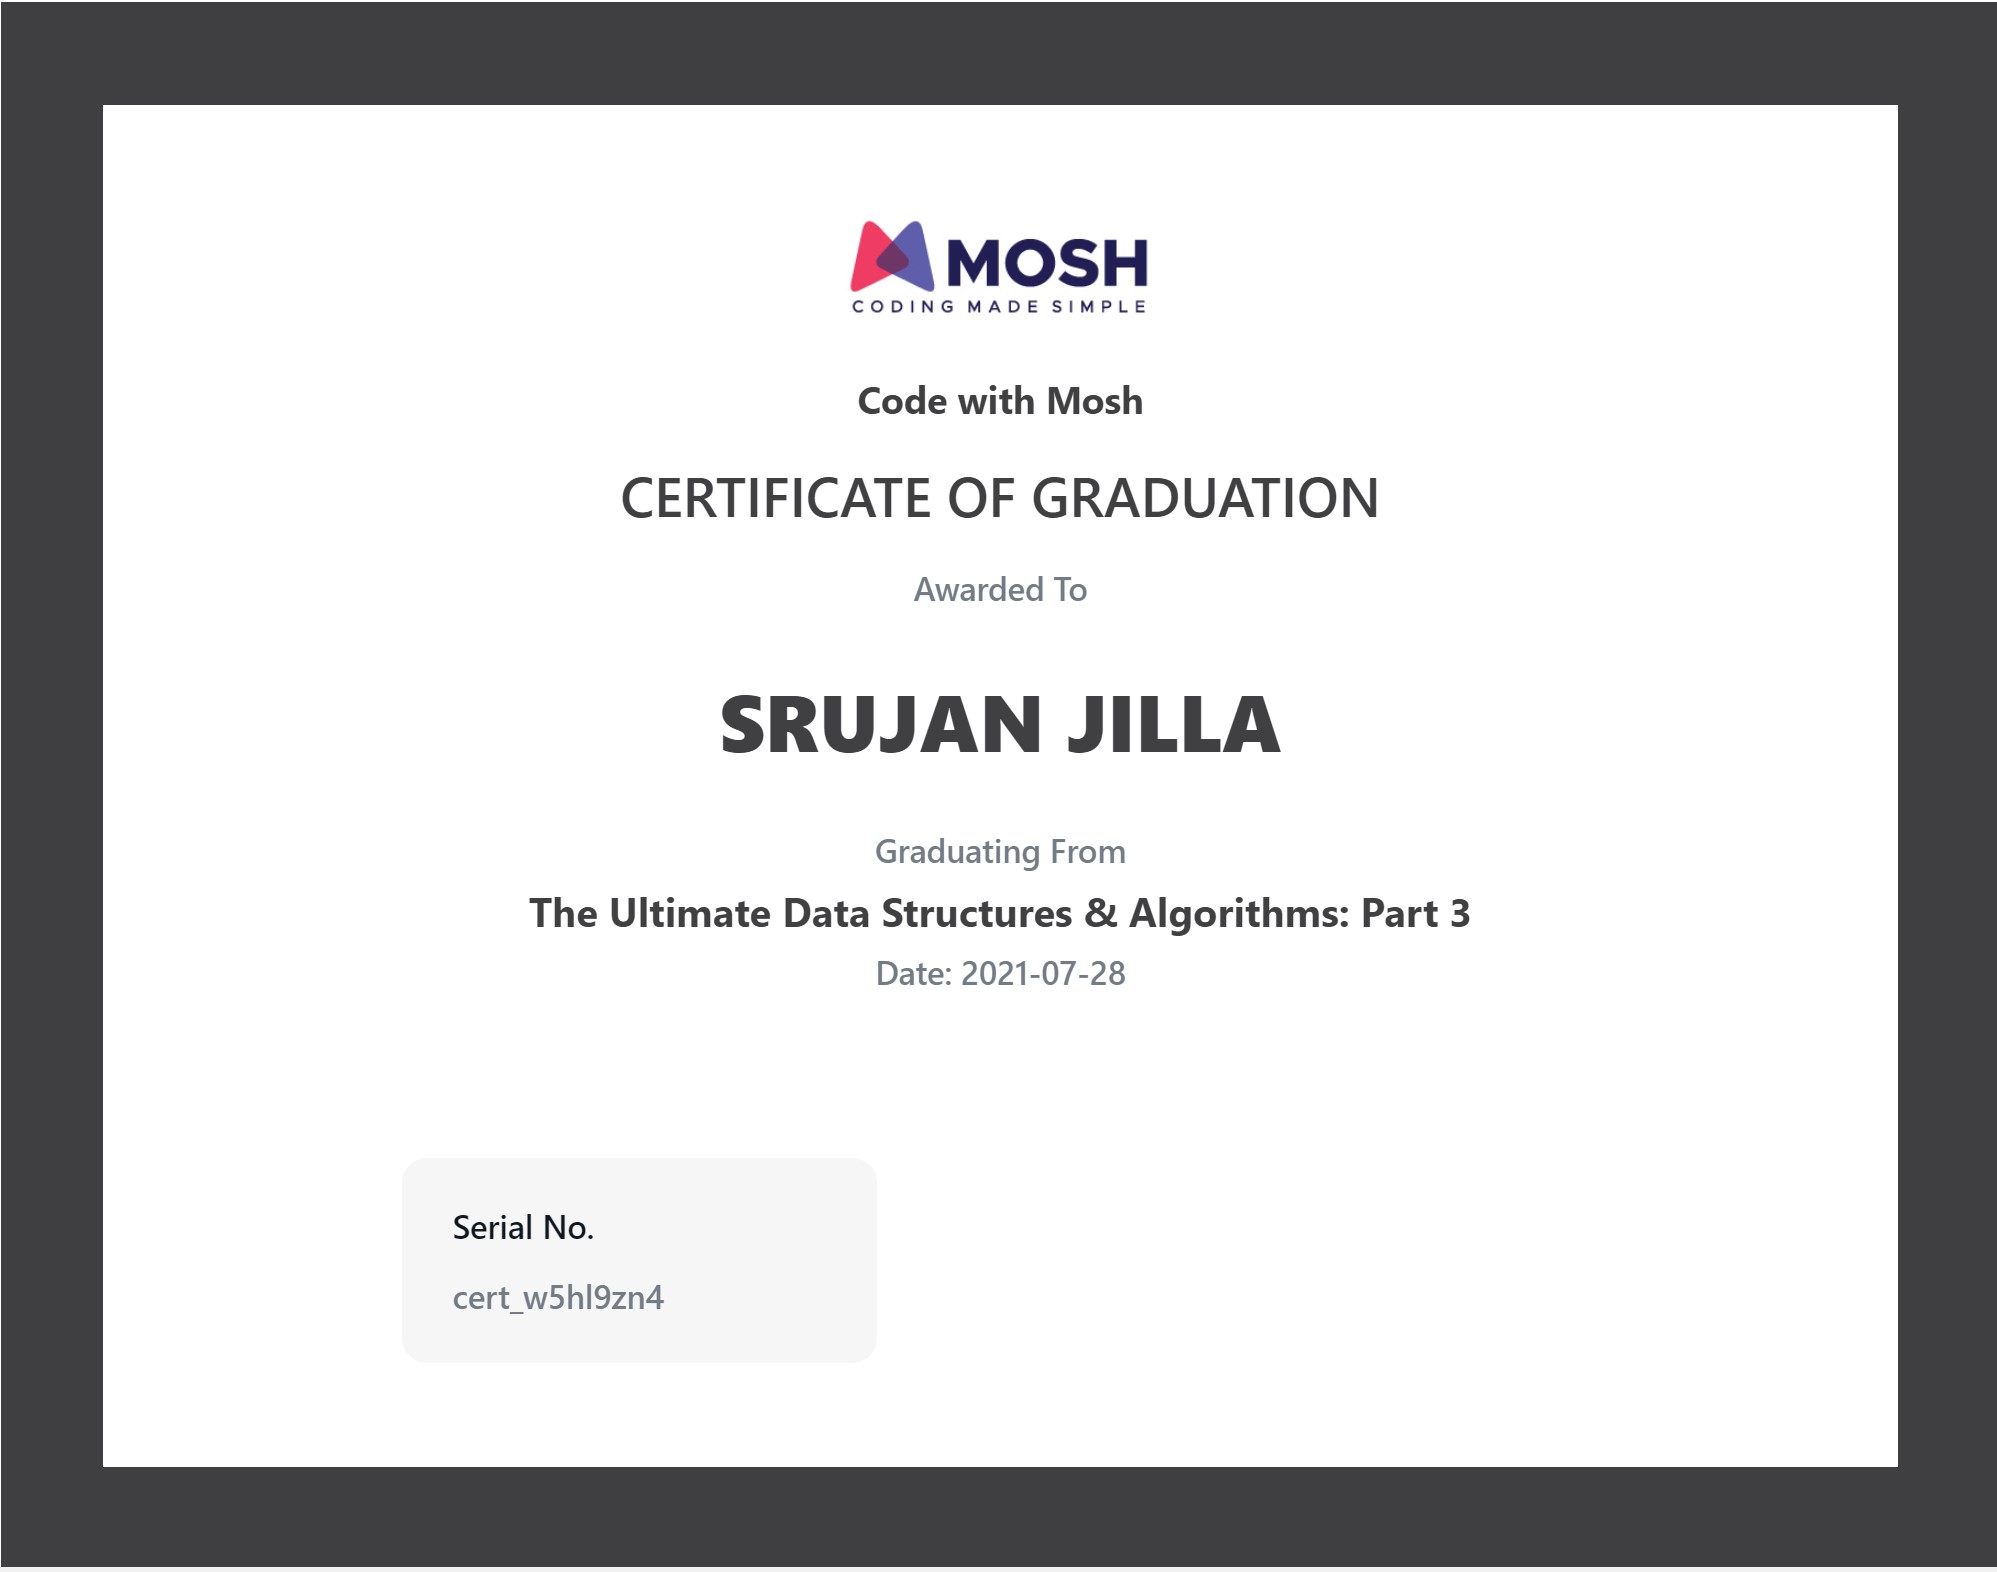 MOSH
CODING MADE SIMPLE
Code with Mosh
CERTIFICATE OF GRADUATION
Awarded To
SRUJAN JILLA
Graduating From
The Ultimate Data Structures & Algorithms: Part 3
Date: 2021-07-28
Serial No.
cert_w5hl9zn4